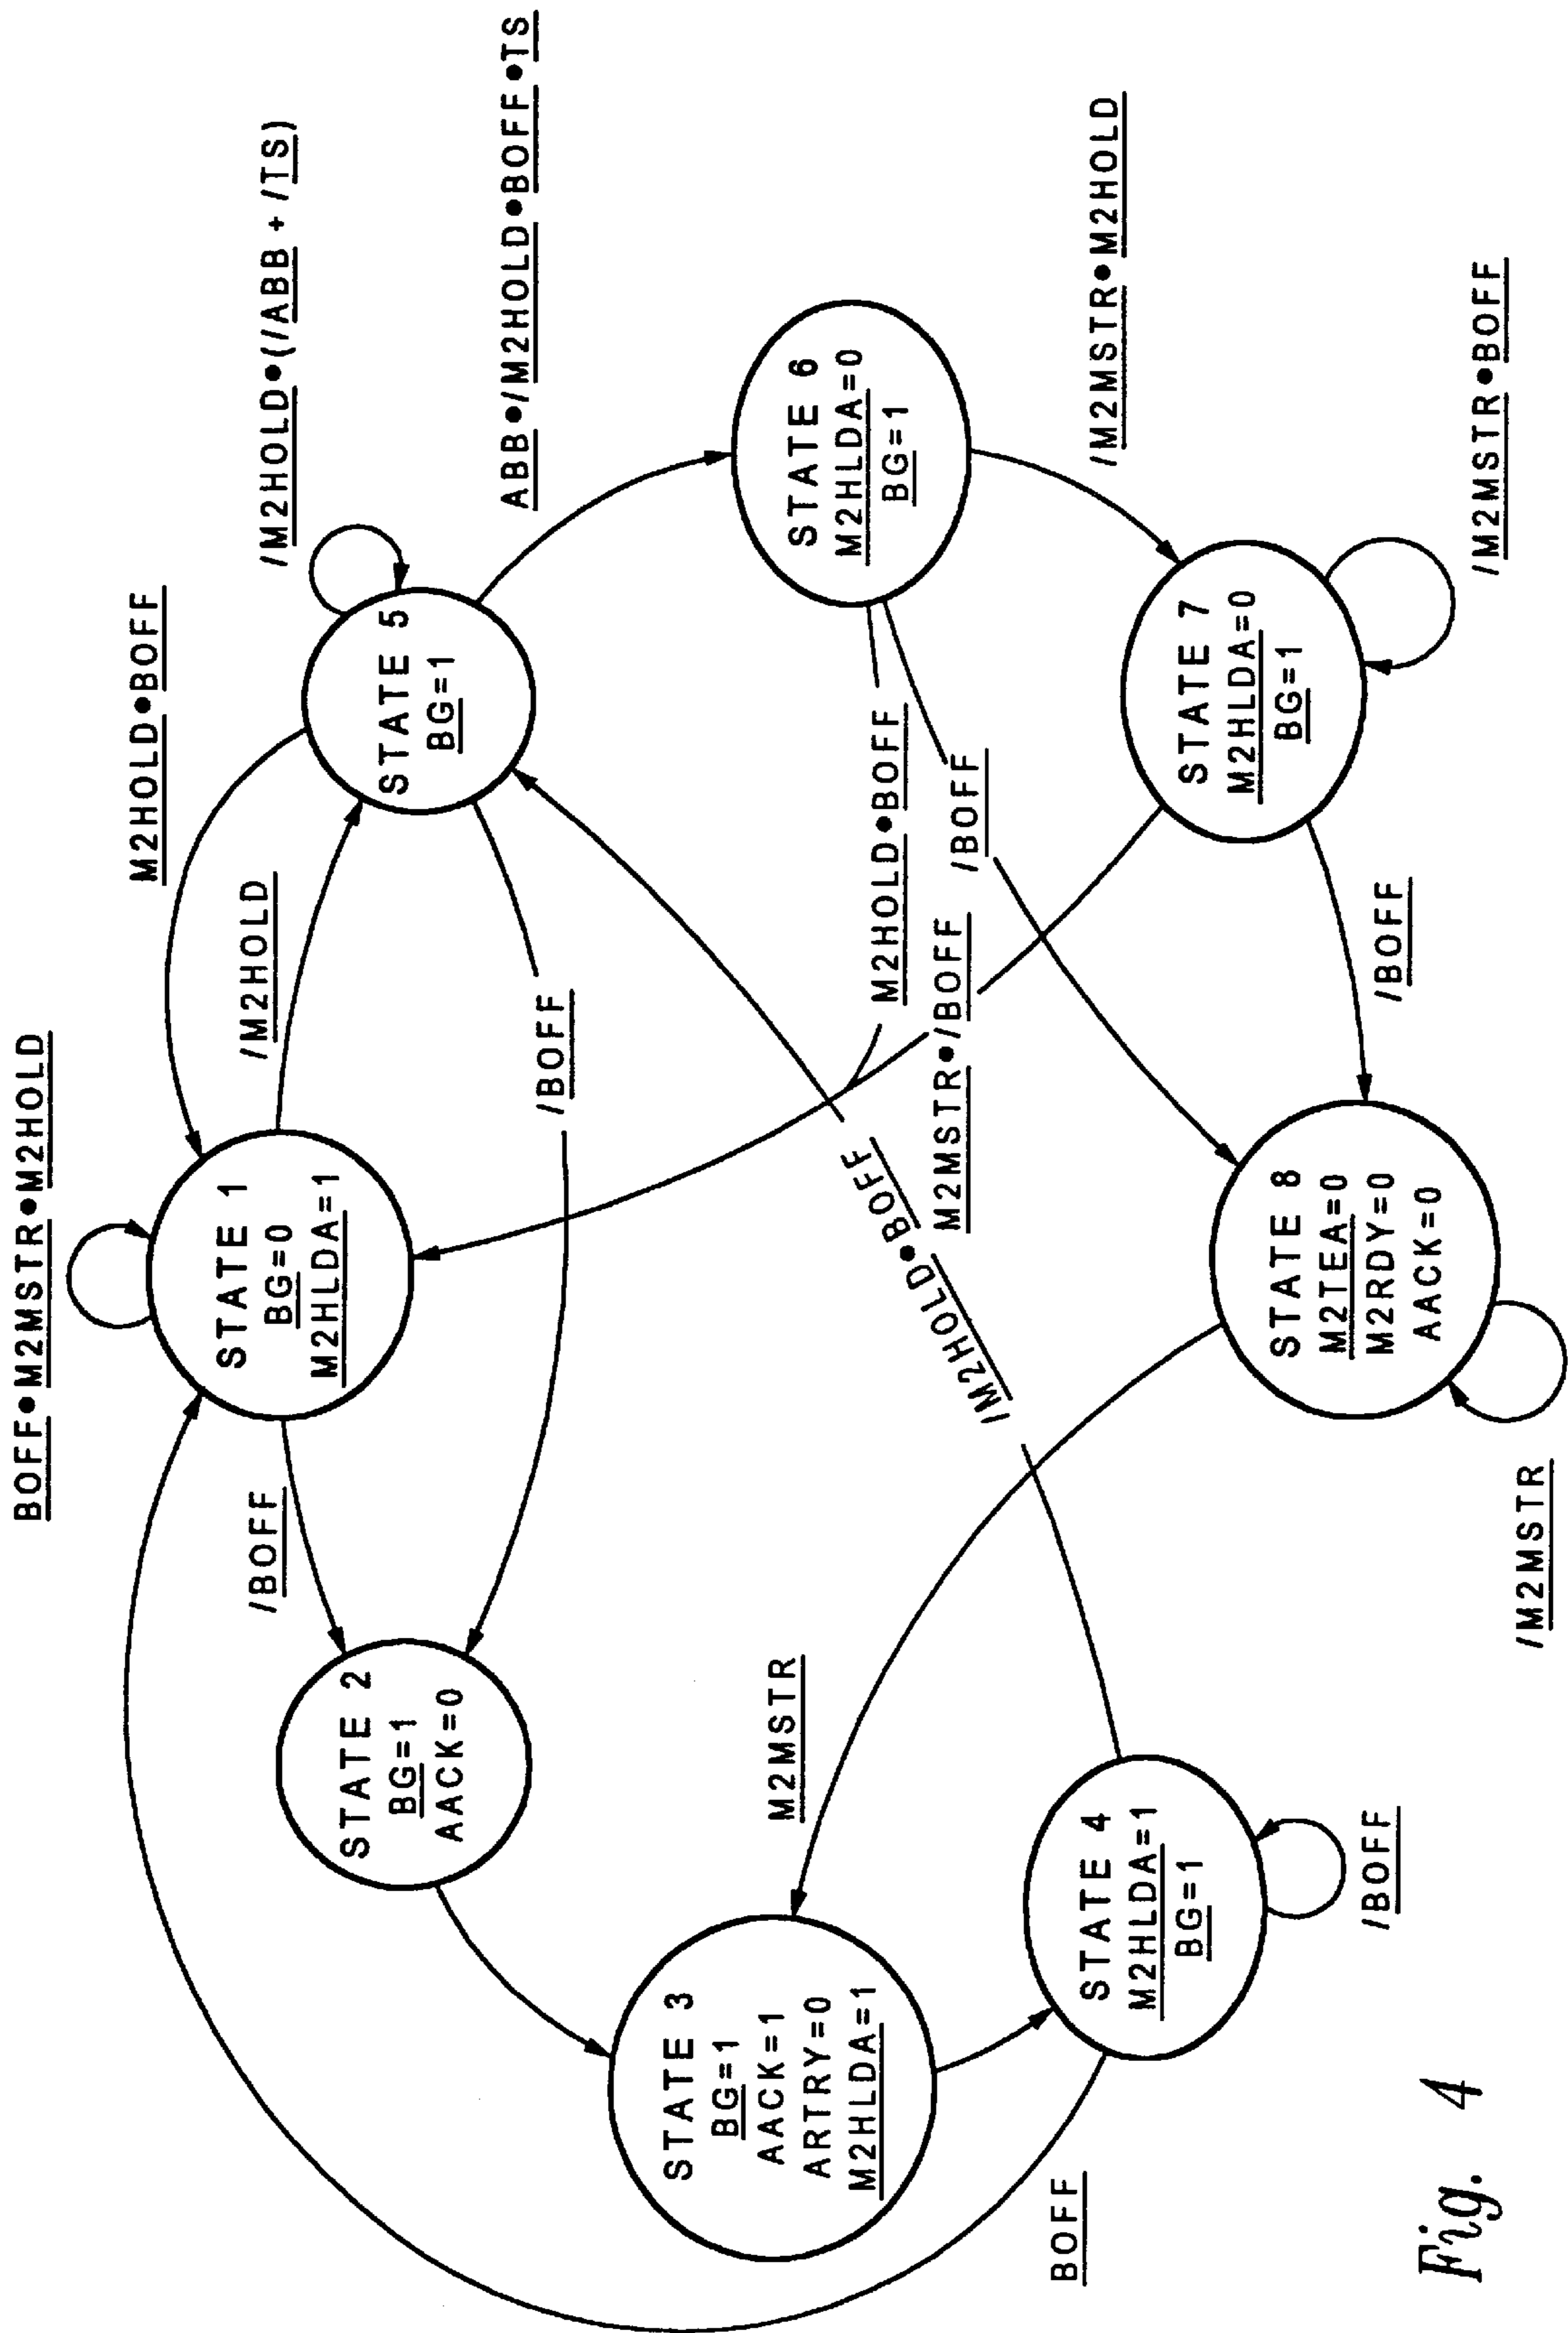 BOFF•M2MSTR•M2HOLD
M2HOLD•BOFF
/M2HOLD•(/ABB + /TS)
STATE 1
BG=0
M2HLDA=1
/M2HOLD
STATE 5
BG=1
/BOFF
ABB•/M2HOLD•BOFF•TS
STATE 2
BG=1
AACK=0
/BOFF
STATE 6
M2HLDA=0
BG=1
M2HOLD•BOFF
/BOFF
M2MSTR•/BOFF
/M2HOLD•BOFF
/M2MSTR•M2HOLD
STATE 3
BG=1
AACK=1
ARTRY=0
M2HLDA=1
M2MSTR
STATE 4
M2HLDA=1
BG=1
STATE 7
M2HLDA=0
BG=1
STATE 8
M2TEA=0
M2RDY=0
AACK=0
/BOFF
BOFF
/BOFF
/M2MSTR
/M2MSTR•BOFF
Fig. 4